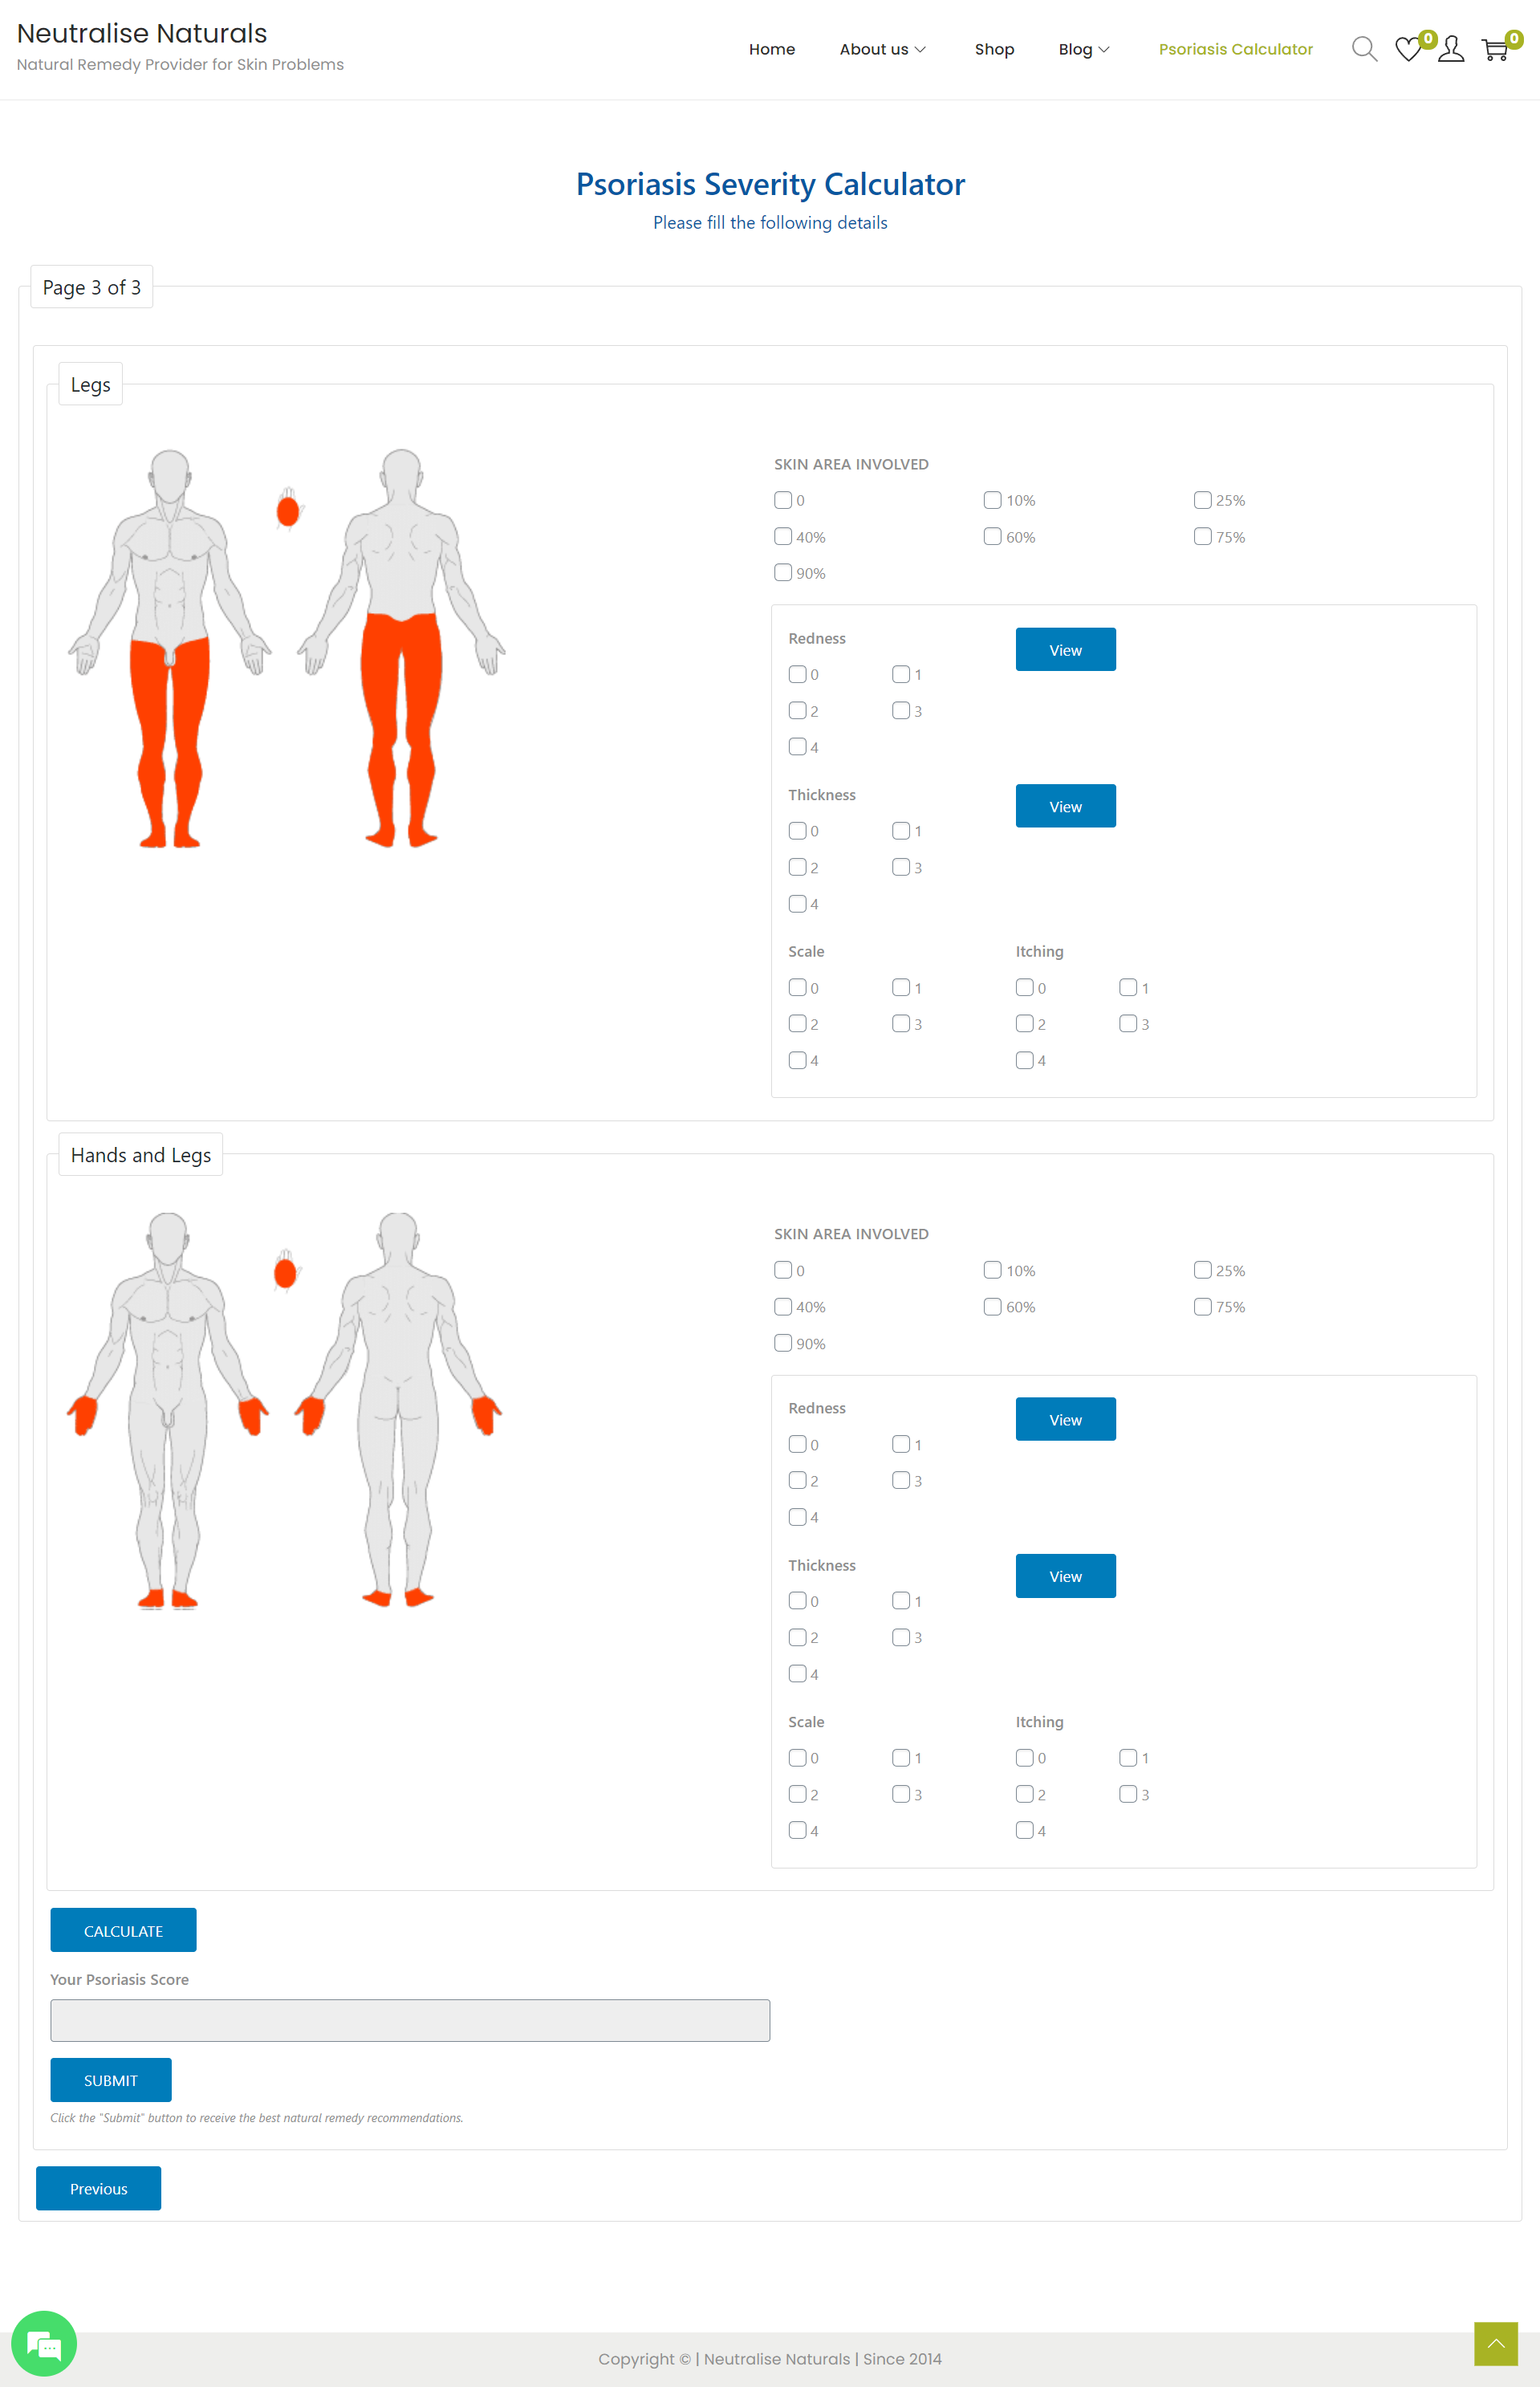 Neutralise Naturals
Natural Remedy Provider for Skin Problems
Home About us Shop Blog Psoriasis Calculator 0 0
Psoriasis Severity Calculator
Please fill the following details
Page 3 of 3
Legs
SKIN AREA INVOLVED
0 10% 25%
40% 60% 75%
90%
Redness View
0 1
2 3
4
Thickness View
0 1
2 3
4
Scale Itching
0 1 0 1
2 3 2 3
4 4
Hands and Legs
SKIN AREA INVOLVED
0 10% 25%
40% 60% 75%
90%
Redness View
0 1
2 3
4
Thickness View
0 1
2 3
4
Scale Itching
0 1 0 1
2 3 2 3
4 4
CALCULATE
Your Psoriasis Score
SUBMIT
Click the "Submit" button to receive the best natural remedy recommendations.
Previous
Copyright © | Neutralise Naturals | Since 2014